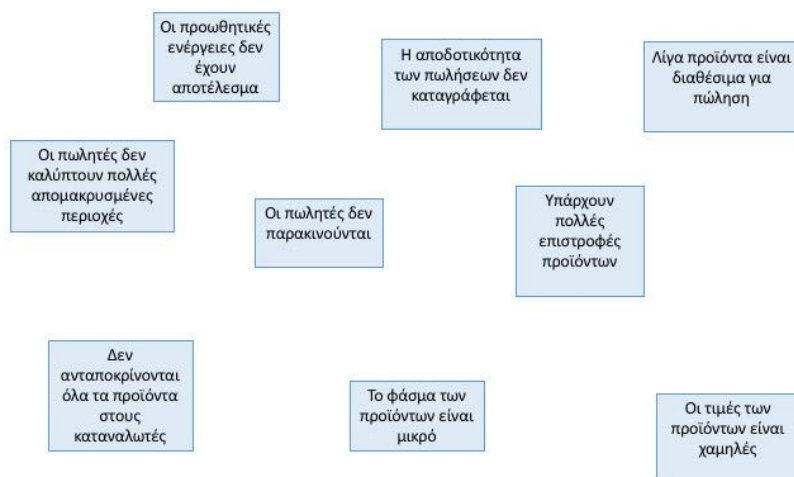 Οι προωθητικές
ενέργειες δεν
έχουν
αποτέλεσμα
Η αποδοτικότητα
των πωλήσεων δεν
καταγράφεται
Λίγα προϊόντα είναι
διαθέσιμα για
πώληση
Οι πωλητές δεν
καλύπτουν πολλές
απομακρυσμένες
περιοχές
Οι πωλητές δεν
παρακινούνται
Υπάρχουν
πολλές
επιστροφές
προϊόντων
Δεν
ανταποκρίνονται
όλα τα προϊόντα
στους
καταναλωτές
Το φάσμα των
προϊόντων είναι
μικρό
Οι τιμές των
προϊόντων είναι
χαμηλές